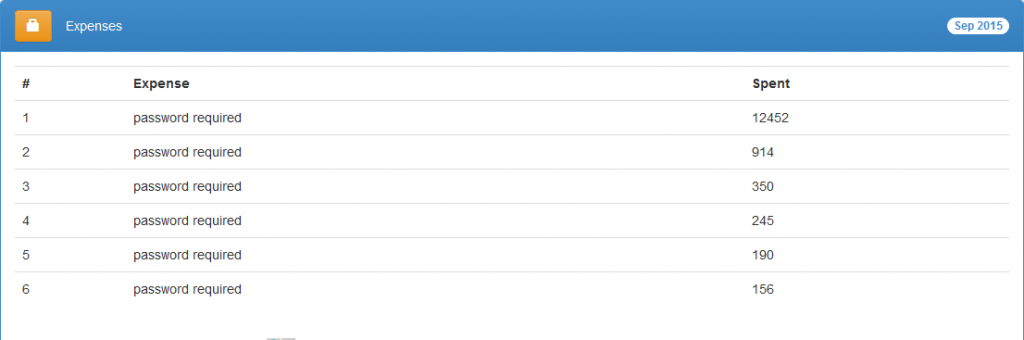 Expenses Sep 2015
# Expense Spent
1 password required 12452
2 password required 914
3 password required 350
4 password required 245
5 password required 190
6 password required 156